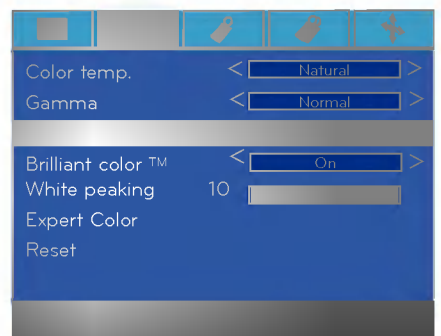 Color temp. < Natural >
Gamma < Normal >
Brilliant color ™ < On >
White peaking 10
Expert Color
Reset